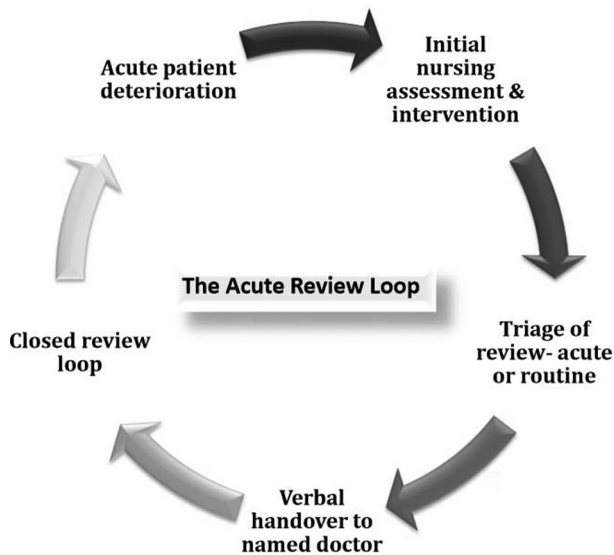 Acute patient
deterioration
Initial
nursing
assessment &
intervention
Triage of
review- acute
or routine
Verbal
handover to
named doctor
Closed review
loop
The Acute Review Loop